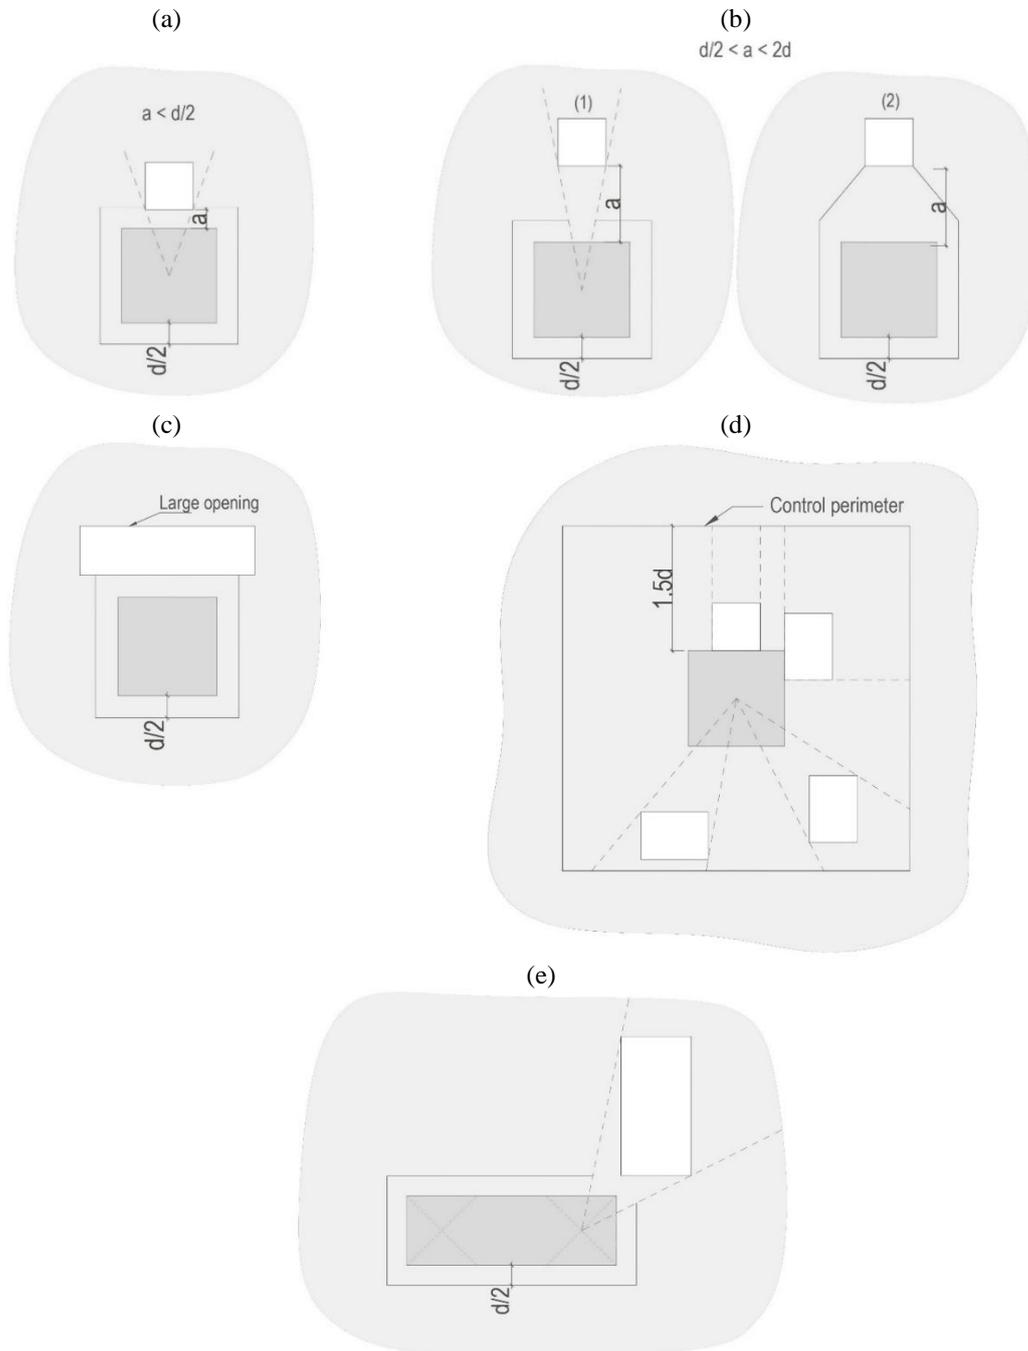 (a)
(b)
d/2 < a < 2d
a < d/2
(1)
(2)
a
a
a
d/2
d/2
d/2
(c)
(d)
Large opening
Control perimeter
1.5d
d/2
(e)
d/2